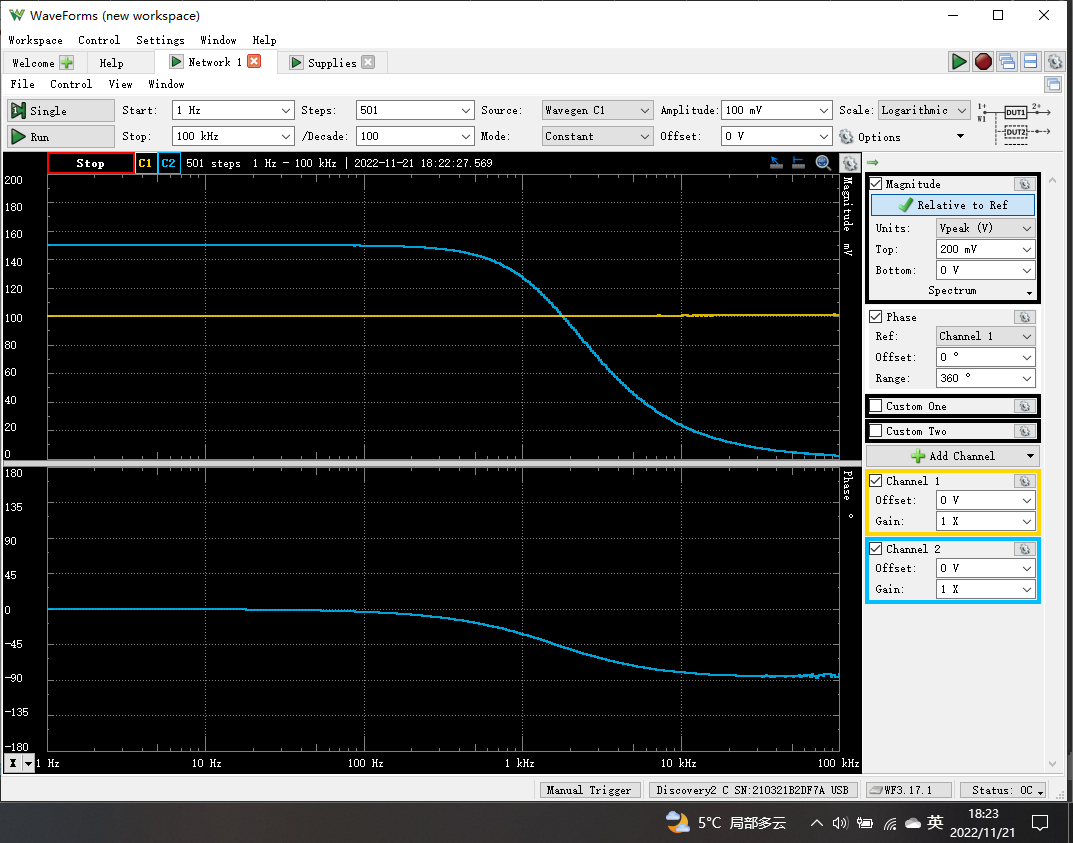 WaveForms (new workspace)
Workspace Control Settings Window Help
Welcome Help Network 1 Supplies
File Control View Window
Single Start: 1 Hz Steps: 501 Source: Wavegen C1 Amplitude: 100 mV Scale: Logarithmic 1+ W1 DUT1 2+
Run Stop: 100 kHz /Decade: 100 Mode: Constant Offset: 0 V Options DUT2
Stop C1 C2 501 steps 1 Hz - 100 kHz | 2022-11-21 18:22:27.569
200
180
160
140
120
100
80
60
40
20
0
Magnitude mV
180
135
90
45
0
-45
-90
-135
-180
Phase °
X 1 Hz 10 Hz 100 Hz 1 kHz 10 kHz 100 kHz
Magnitude
Relative to Ref
Units: Vpeak (V)
Top: 200 mV
Bottom: 0 V
Spectrum
Phase
Ref: Channel 1
Offset: 0 °
Range: 360 °
Custom One
Custom Two
Add Channel
Channel 1
Offset: 0 V
Gain: 1 X
Channel 2
Offset: 0 V
Gain: 1 X
Manual Trigger Discovery2 C SN:210321B2DF7A USB WF3.17.1 Status: OC
5°C 局部多云 英 18:23
2022/11/21